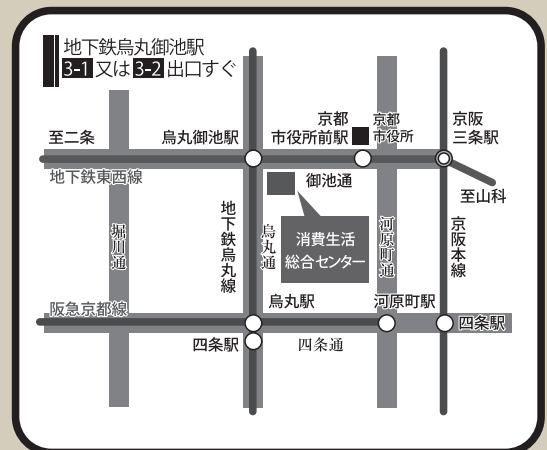 地下鉄烏丸御池駅
3-1 又は 3-2 出口すぐ
至二条
烏丸御池駅
京都
市役所前駅
京都
市役所
京阪
三条駅
地下鉄東西線
御池通
至山科
堀川通
地下鉄烏丸線
烏丸通
消費生活
総合センター
河原町通
京阪本線
阪急京都線
烏丸駅
河原町駅
四条駅
四条通
四条駅